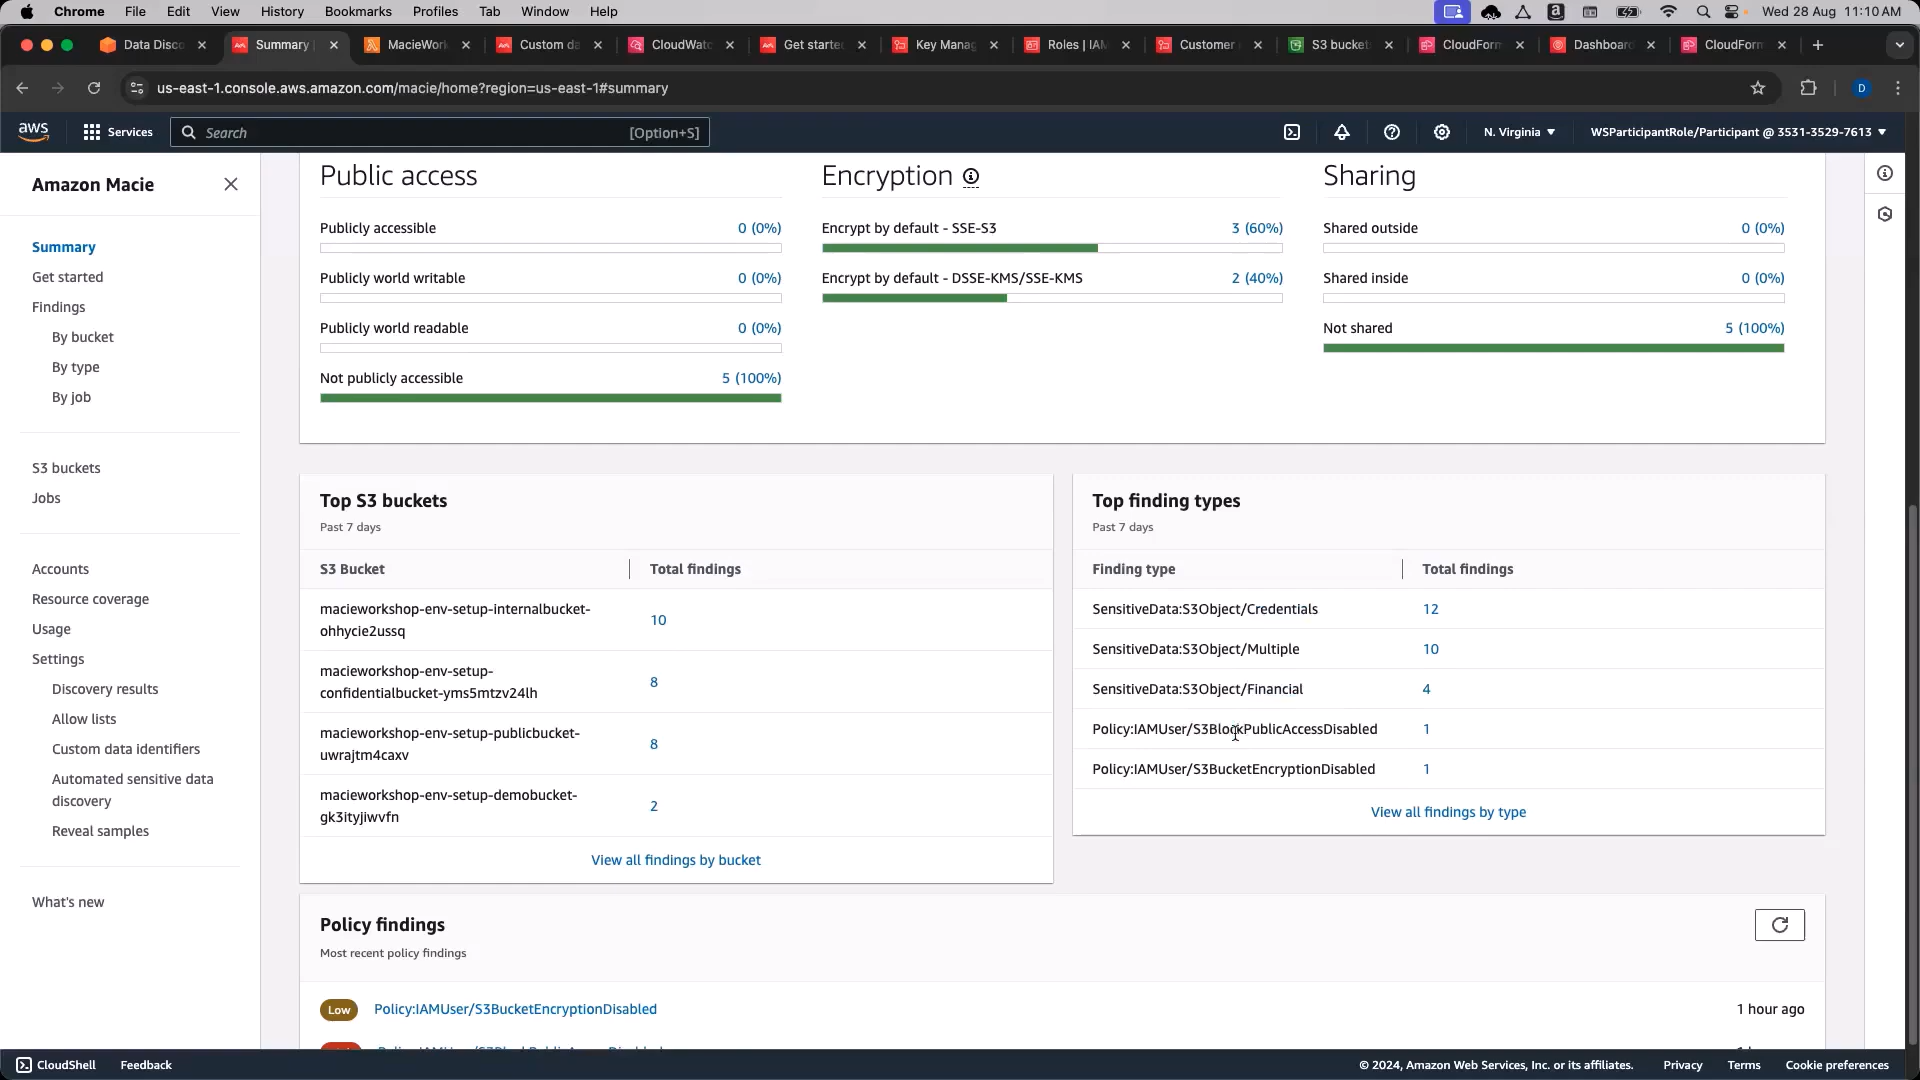 Chrome File Edit View History Bookmarks Profiles Tab Window Help Wed 28 Aug 11:10 AM
Data Disco Summary | MacieWork Custom da CloudWat Get starte Key Manag Roles | IAM Customer S3 bucket CloudForm Dashboard CloudForm
us-east-1.console.aws.amazon.com/macie/home?region=us-east-1#summary D
aws Services Search [Option+S] N. Virginia WSParticipantRole/Participant @ 3531-3529-7613
Amazon Macie
Summary
Get started
Findings
By bucket
By type
By job
S3 buckets
Jobs
Accounts
Resource coverage
Usage
Settings
Discovery results
Allow lists
Custom data identifiers
Automated sensitive data
discovery
Reveal samples
What's new
Public access
Publicly accessible 0 (0%)
Publicly world writable 0 (0%)
Publicly world readable 0 (0%)
Not publicly accessible 5 (100%)
Encryption
Encrypt by default - SSE-S3 3 (60%)
Encrypt by default - DSSE-KMS/SSE-KMS 2 (40%)
Sharing
Shared outside 0 (0%)
Shared inside 0 (0%)
Not shared 5 (100%)
Top S3 buckets
Past 7 days
S3 Bucket Total findings
macieworkshop-env-setup-internalbucket-
ohhycie2ussq 10
macieworkshop-env-setup-
confidentialbucket-yms5mtzv24lh 8
macieworkshop-env-setup-publicbucket-
uwrajtm4caxv 8
macieworkshop-env-setup-demobucket-
gk3ityjiwvfn 2
View all findings by bucket
Top finding types
Past 7 days
Finding type Total findings
SensitiveData:S3Object/Credentials 12
SensitiveData:S3Object/Multiple 10
SensitiveData:S3Object/Financial 4
Policy:IAMUser/S3BlockPublicAccessDisabled 1
Policy:IAMUser/S3BucketEncryptionDisabled 1
View all findings by type
Policy findings
Most recent policy findings
Low Policy:IAMUser/S3BucketEncryptionDisabled 1 hour ago
CloudShell Feedback © 2024, Amazon Web Services, Inc. or its affiliates. Privacy Terms Cookie preferences